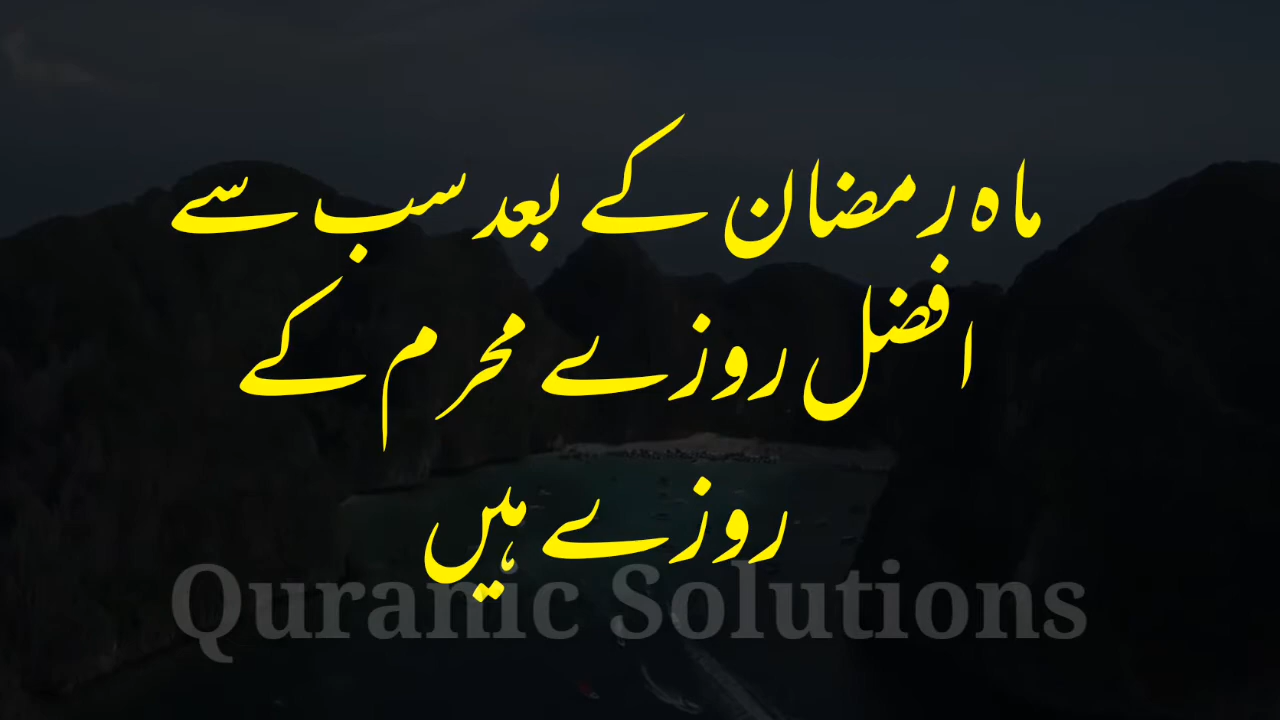 ماہ رمضان کے بعد سب سے
افضل روزے محرم کے
روزے ہیں
Quranic Solutions